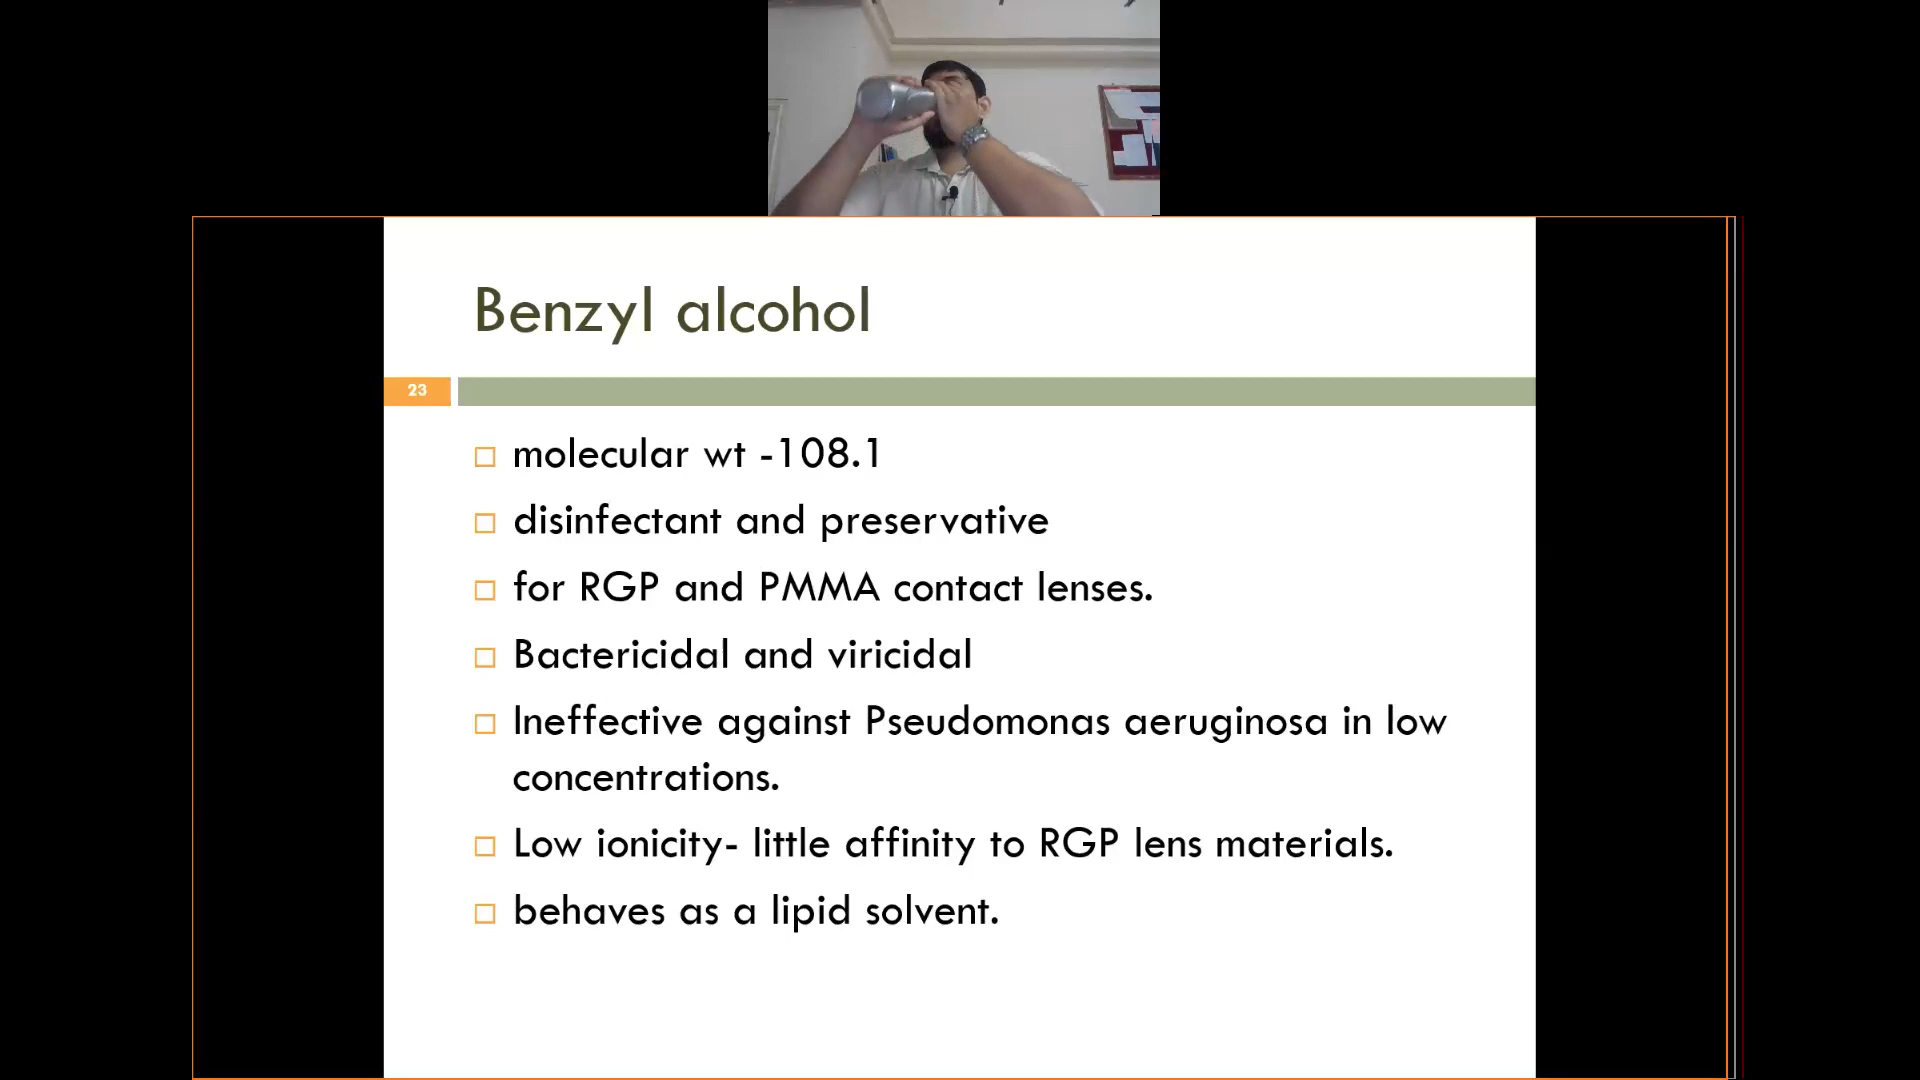 Benzyl alcohol
23
molecular wt -108.1
disinfectant and preservative
for RGP and PMMA contact lenses.
Bactericidal and viricidal
Ineffective against Pseudomonas aeruginosa in low
concentrations.
Low ionicity- little affinity to RGP lens materials.
behaves as a lipid solvent.